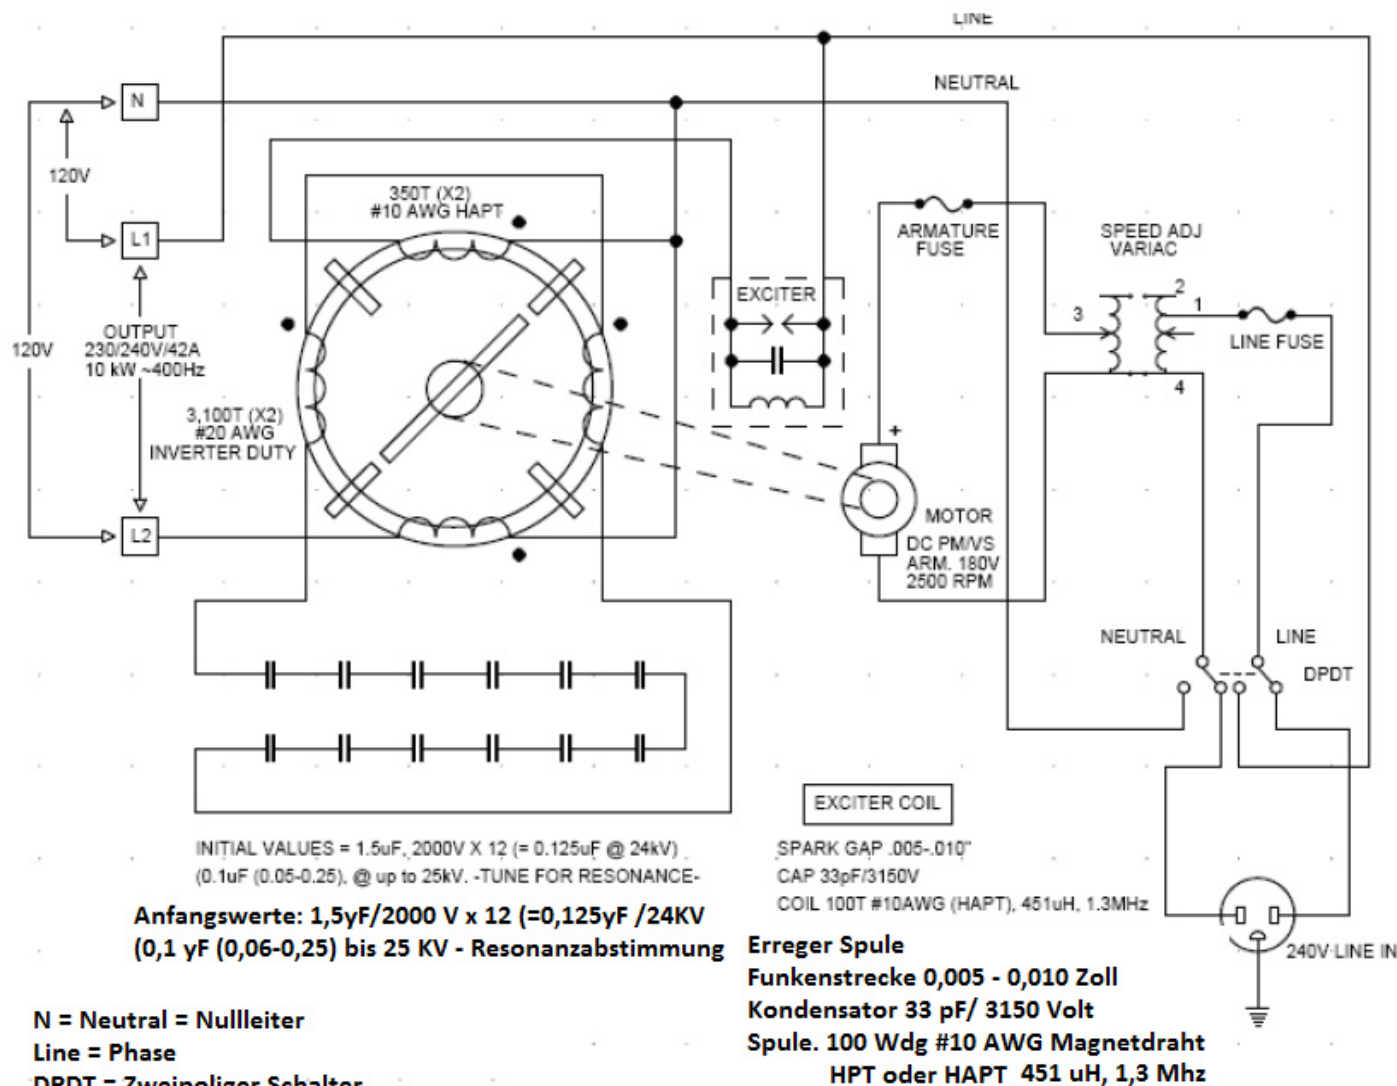 LINE
NEUTRAL
N
120V
L1
OUTPUT
230/240V/42A
10 kW ~400Hz
120V
L2
350T (X2)
#10 AWG HAPT
3,100T (X2)
#20 AWG
INVERTER DUTY
EXCITER
ARMATURE
FUSE
SPEED ADJ
VARIAC
3
2
1
4
LINE FUSE
+
MOTOR
DC PM/VS
ARM. 180V
2500 RPM
NEUTRAL
LINE
DPDT
240V LINE IN
INITIAL VALUES = 1.5uF, 2000V X 12 (= 0.125uF @ 24kV)
(0.1uF (0.05-0.25), @ up to 25kV. -TUNE FOR RESONANCE-
EXCITER COIL
SPARK GAP .005-.010"
CAP 33pF/3150V
COIL 100T #10AWG (HAPT), 451uH, 1.3MHz
Anfangswerte: 1,5yF/2000 V x 12 (=0,125yF /24KV
(0,1 yF (0,06-0,25) bis 25 KV - Resonanzabstimmung
Erreger Spule
Funkenstrecke 0,005 - 0,010 Zoll
Kondensator 33 pF/ 3150 Volt
Spule. 100 Wdg #10 AWG Magnetdraht
HPT oder HAPT 451 uH, 1,3 Mhz
N = Neutral = Nullleiter
Line = Phase
DPDT = Zweipoliger Schalter